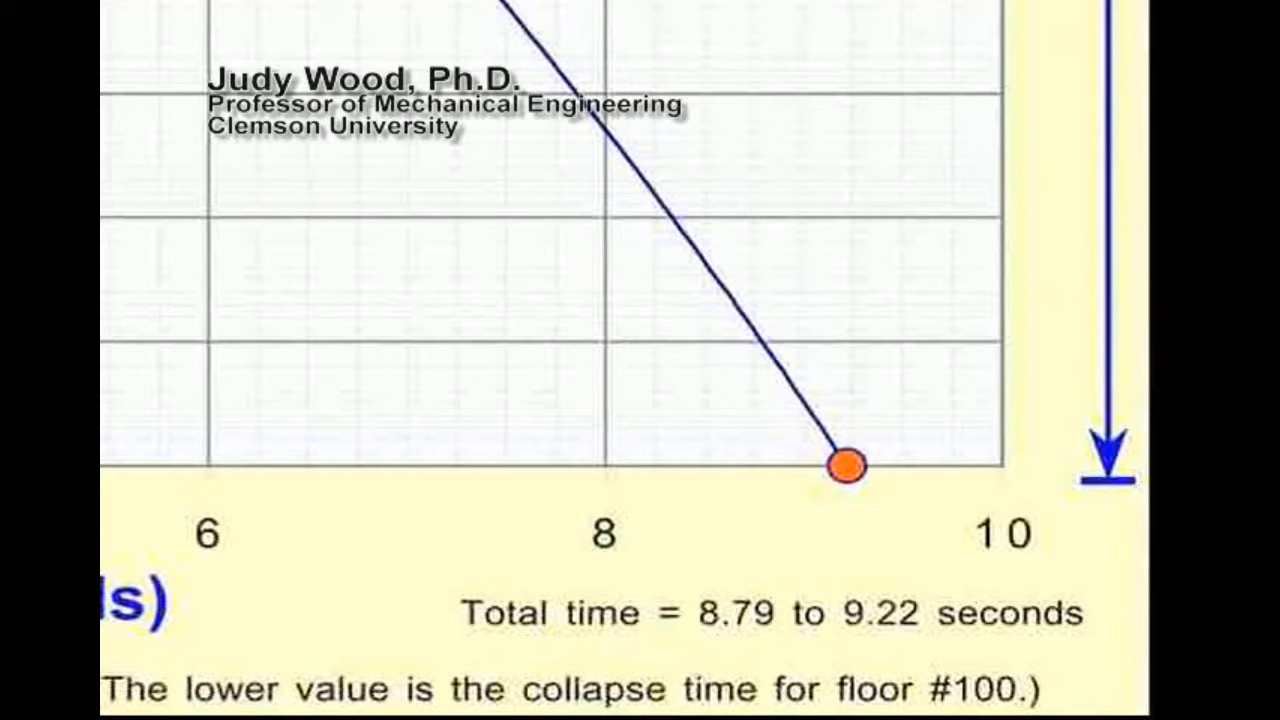 Judy Wood, Ph.D.
Professor of Mechanical Engineering
Clemson University
6 8 10
ds)
Total time = 8.79 to 9.22 seconds
The lower value is the collapse time for floor #100.)